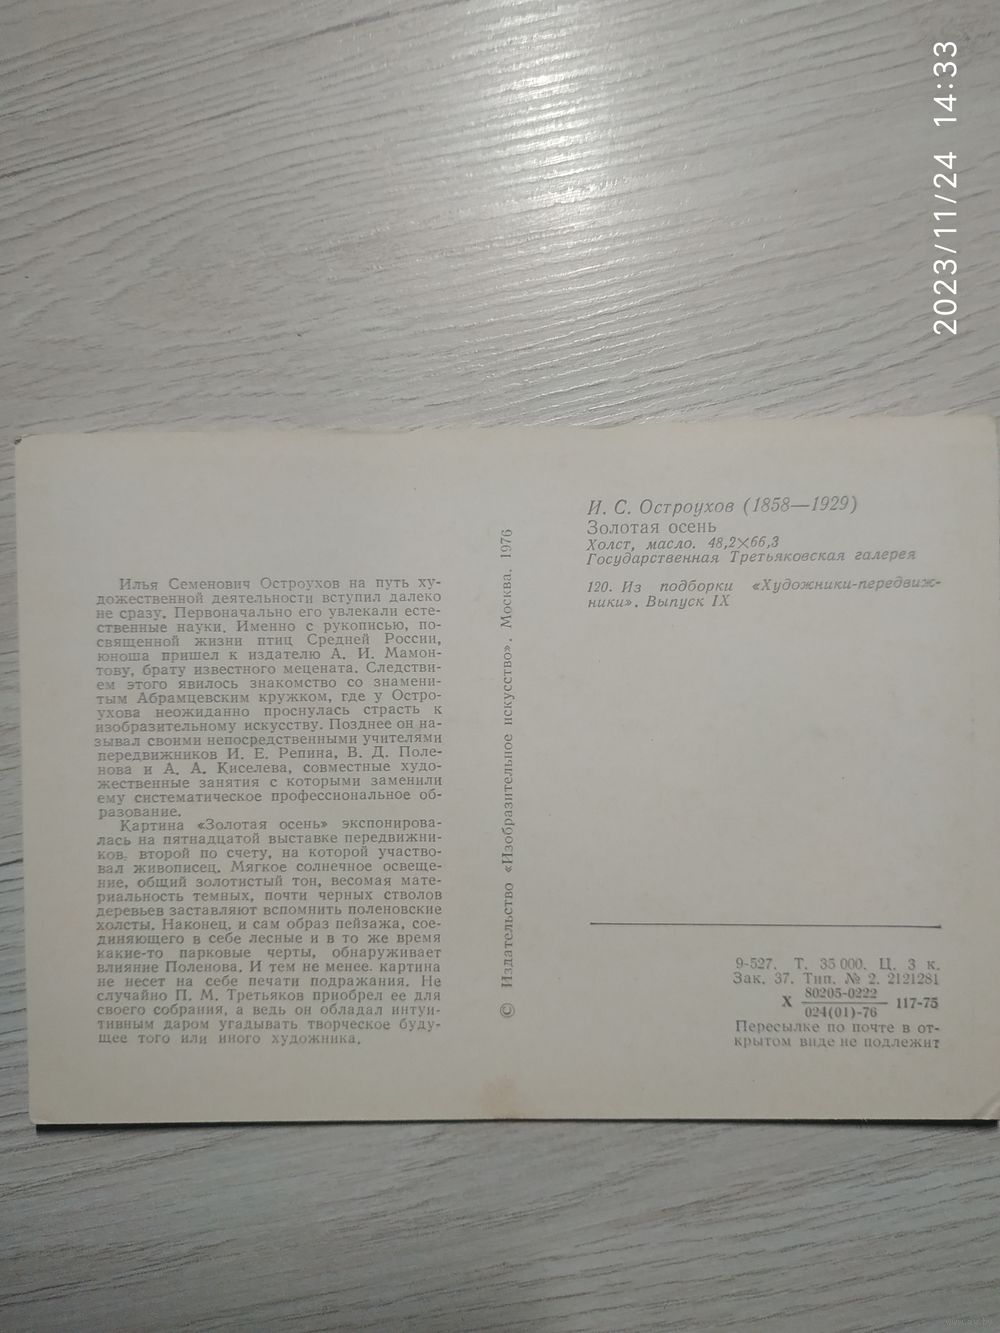 2023/11/24 14:33
Илья Семенович Остроухов на путь ху-
дожественной деятельности вступил далеко
не сразу. Первоначально его увлекали есте-
ственные науки. Именно с рукописью, по-
священной жизни птиц Средней России,
юноша пришел к издателю А. И. Мамон-
тову, брату известного мецената. Следстви-
ем этого явилось знакомство со знамени-
тым Абрамцевским кружком, где у Остро-
ухова неожиданно проснулась страсть к
изобразительному искусству. Позднее он на-
зывал своими непосредственными учителями
передвижников И. Е. Репина, В. Д. Поле-
нова и А. А. Киселева, совместные худо-
жественные занятия с которыми заменили
ему систематическое профессиональное об-
разование.
Картина «Золотая осень» экспонирова-
лась на пятнадцатой выставке передвижни-
ков, второй по счету, на которой участво-
вал живописец. Мягкое солнечное освеще-
ние, общий золотистый тон, весомая мате-
риальность темных, почти черных стволов
деревьев заставляют вспомнить поленовские
холсты. Наконец, и сам образ пейзажа, сое-
диняющего в себе лесные и в то же время
какие-то парковые черты, обнаруживает
влияние Поленова. И тем не менее, картина
не несет на себе печати подражания. Не
случайно П. М. Третьяков приобрел ее для
своего собрания, а ведь он обладал интуи-
тивным даром угадывать творческое буду-
щее того или иного художника.
© Издательство «Изобразительное искусство». Москва. 1976
И. С. Остроухов (1858—1929)
Золотая осень
Холст, масло. 48,2×66,3
Государственная Третьяковская галерея
120. Из подборки «Художники-передвиж-
ники». Выпуск IX
9-527. Т. 35 000. Ц. 3 к.
Зак. 37. Тип. № 2. 2121281
Х 80205-0222 117-75
024(01)-76
Пересылке по почте в от-
крытом виде не подлежит
www.ay.by